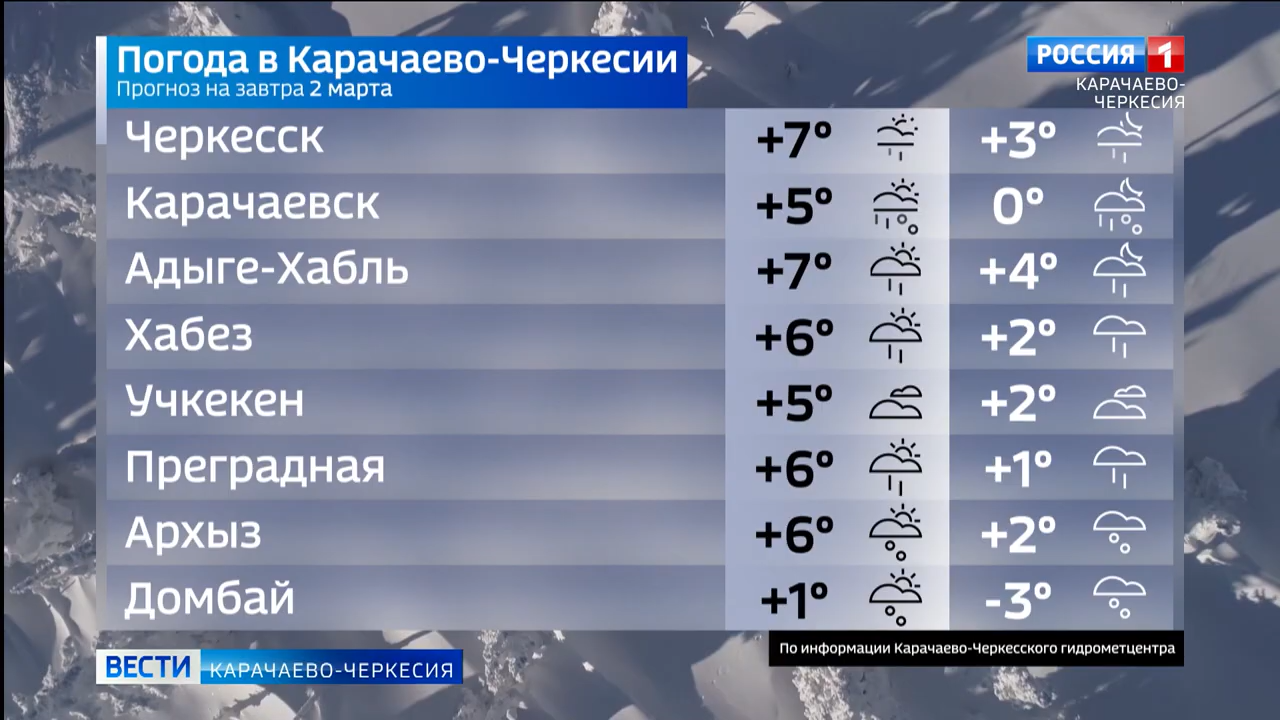 Погода в Карачаево-Черкесии
Прогноз на завтра 2 марта
РОССИЯ 1
КАРАЧАЕВО-
ЧЕРКЕСИЯ
Черкесск +7° +3°
Карачаевск +5° 0°
Адыге-Хабль +7° +4°
Хабез +6° +2°
Учкекен +5° +2°
Преградная +6° +1°
Архыз +6° +2°
Домбай +1° -3°
По информации Карачаево-Черкесского гидрометцентра
ВЕСТИ КАРАЧАЕВО-ЧЕРКЕСИЯ